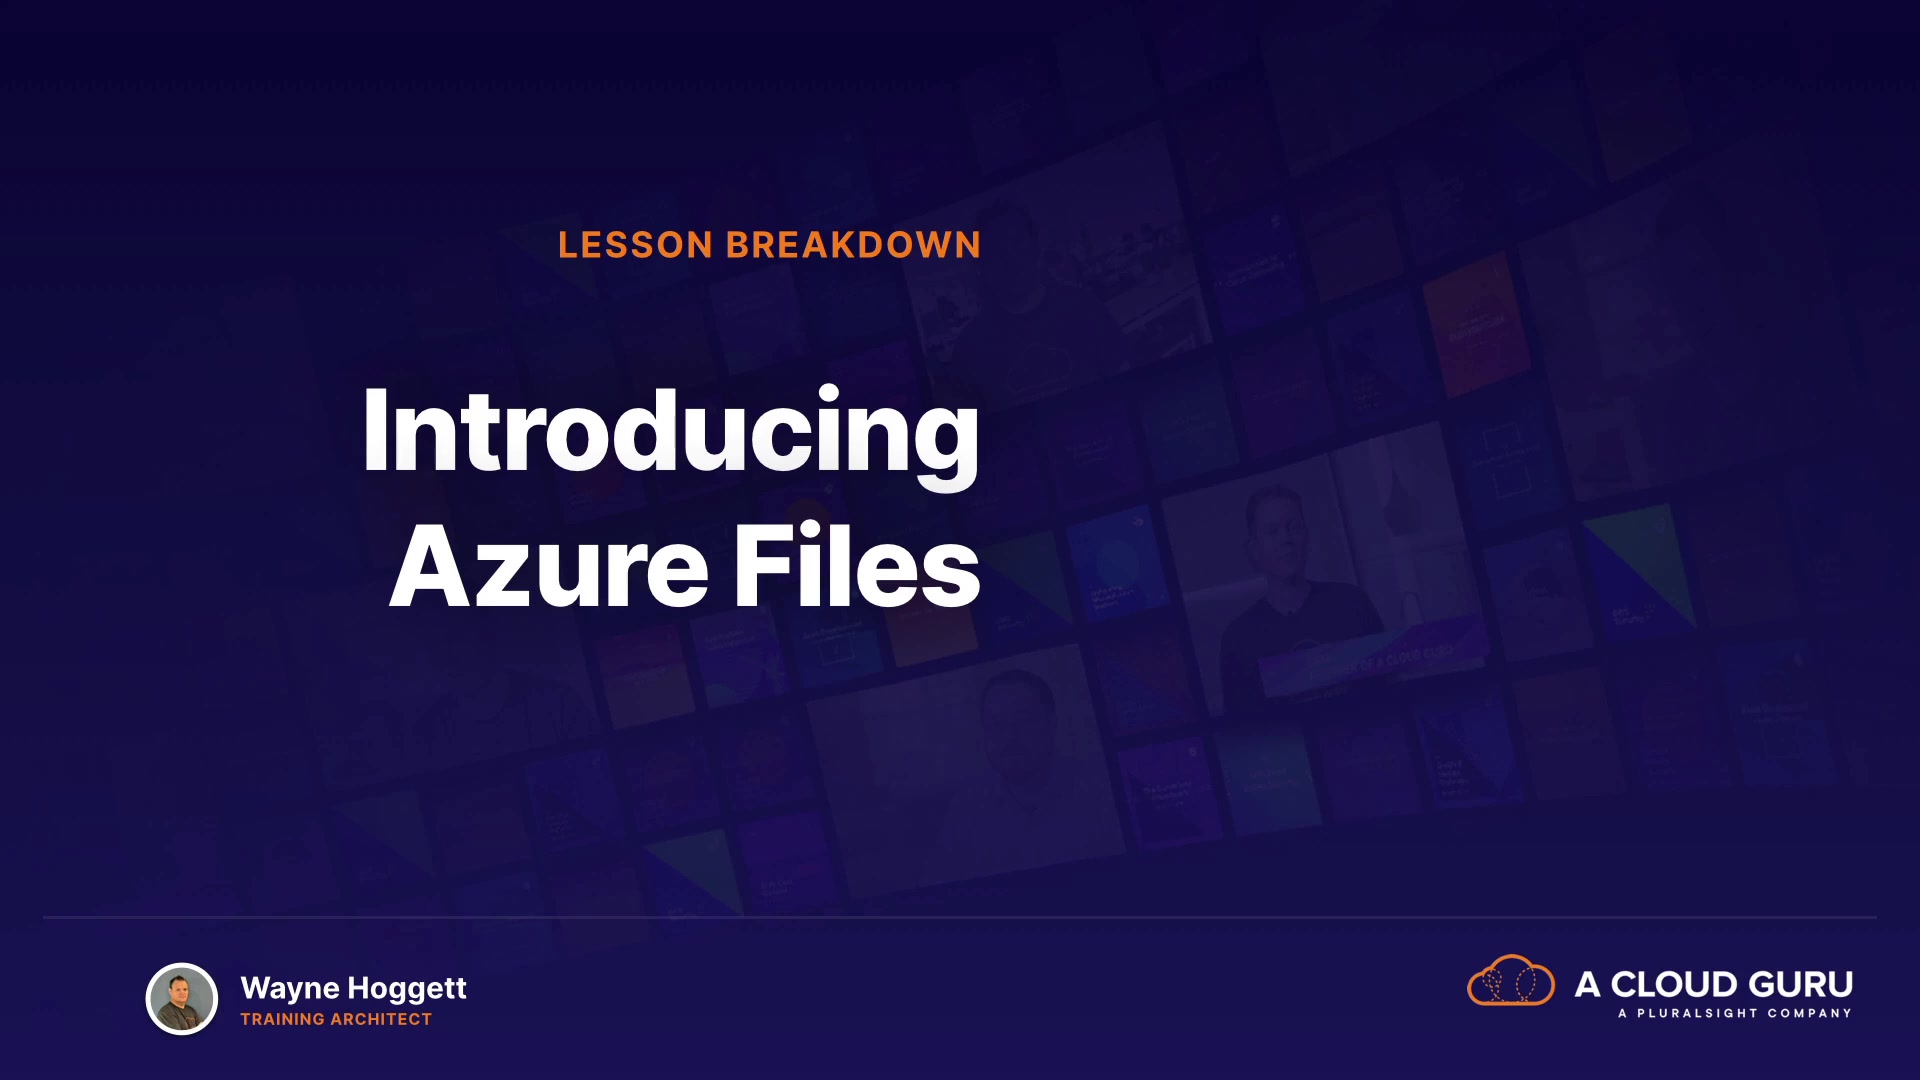 LESSON BREAKDOWN
Introducing
Azure Files
Wayne Hoggett
TRAINING ARCHITECT
A CLOUD GURU
A PLURALSIGHT COMPANY